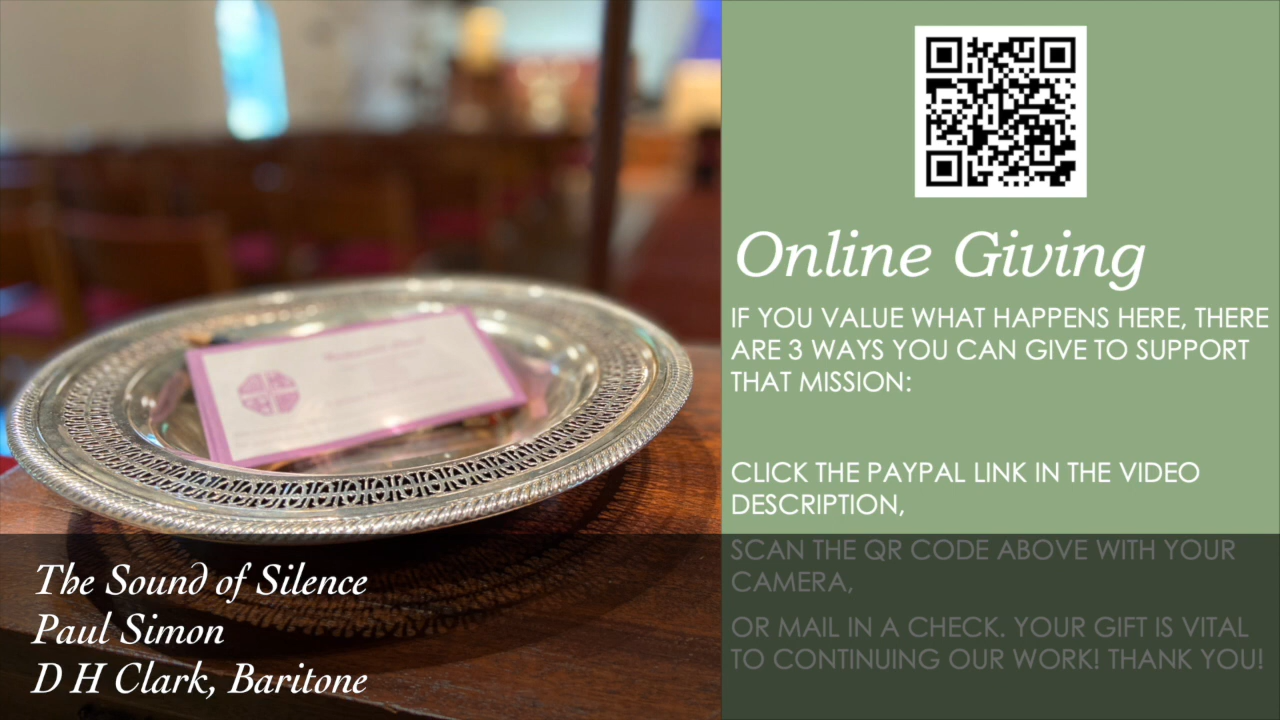 Online Giving
IF YOU VALUE WHAT HAPPENS HERE, THERE
ARE 3 WAYS YOU CAN GIVE TO SUPPORT
THAT MISSION:
CLICK THE PAYPAL LINK IN THE VIDEO
DESCRIPTION,
SCAN THE QR CODE ABOVE WITH YOUR
CAMERA,
OR MAIL IN A CHECK. YOUR GIFT IS VITAL
TO CONTINUING OUR WORK! THANK YOU!
The Sound of Silence
Paul Simon
D H Clark, Baritone